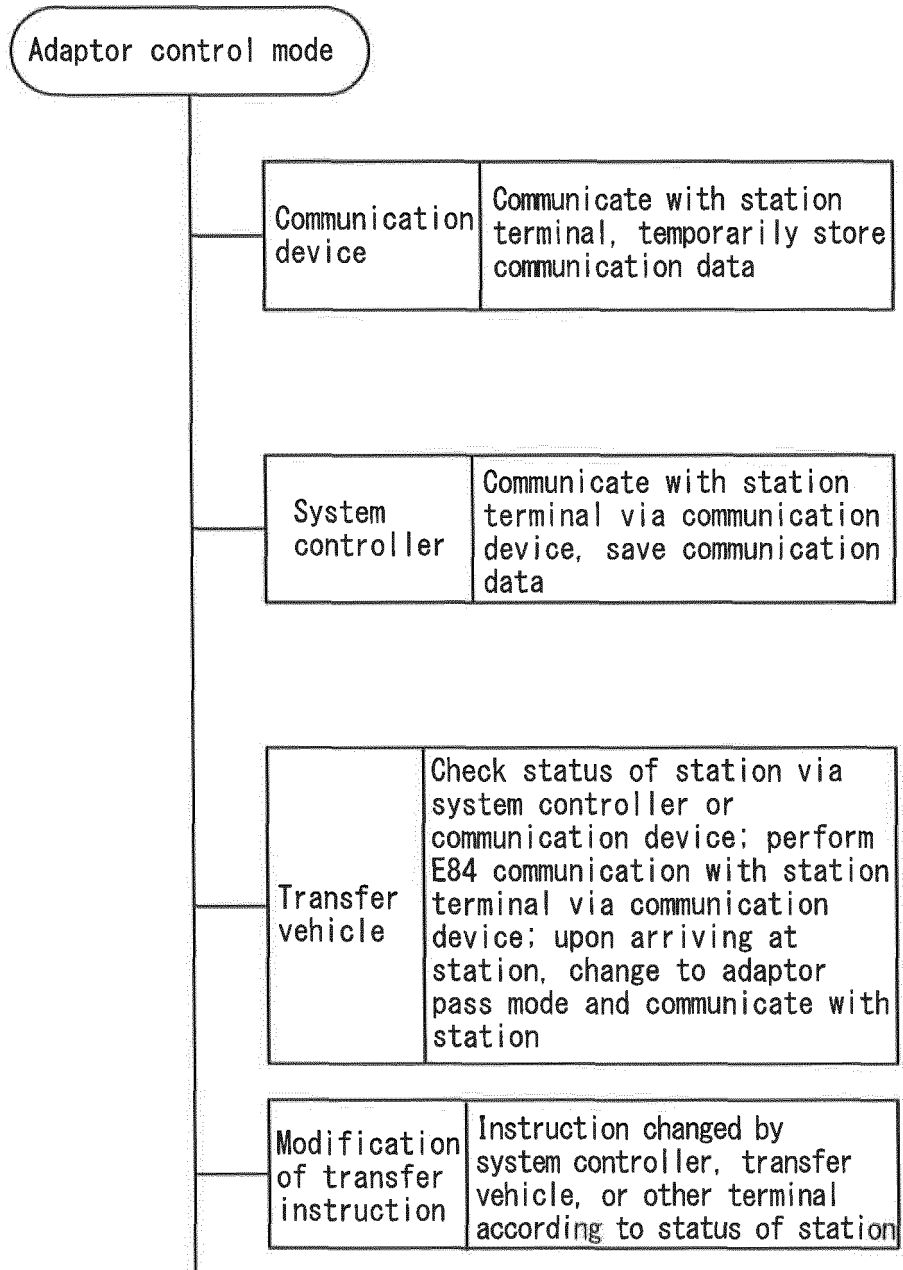 Adaptor control mode
Communication
device
Communicate with station
terminal, temporarily store
communication data
System
controller
Communicate with station
terminal via communication
device, save communication
data
Transfer
vehicle
Check status of station via
system controller or
communication device; perform
E84 communication with station
terminal via communication
device; upon arriving at
station, change to adaptor
pass mode and communicate with
station
Modification
of transfer
instruction
Instruction changed by
system controller, transfer
vehicle, or other terminal
according to status of station